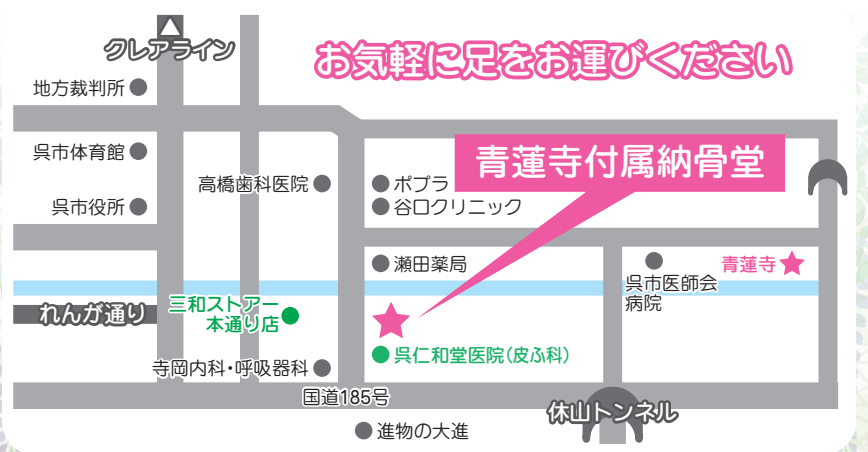 クレアライン
お気軽に足をお運びください
地方裁判所
呉市体育館
青蓮寺付属納骨堂
高橋歯科医院
ポプラ
呉市役所
谷口クリニック
瀬田薬局
青蓮寺
呉市医師会
病院
れんが通り
三和ストアー
本通り店
呉仁和堂医院(皮ふ科)
寺岡内科・呼吸器科
国道185号
休山トンネル
進物の大進